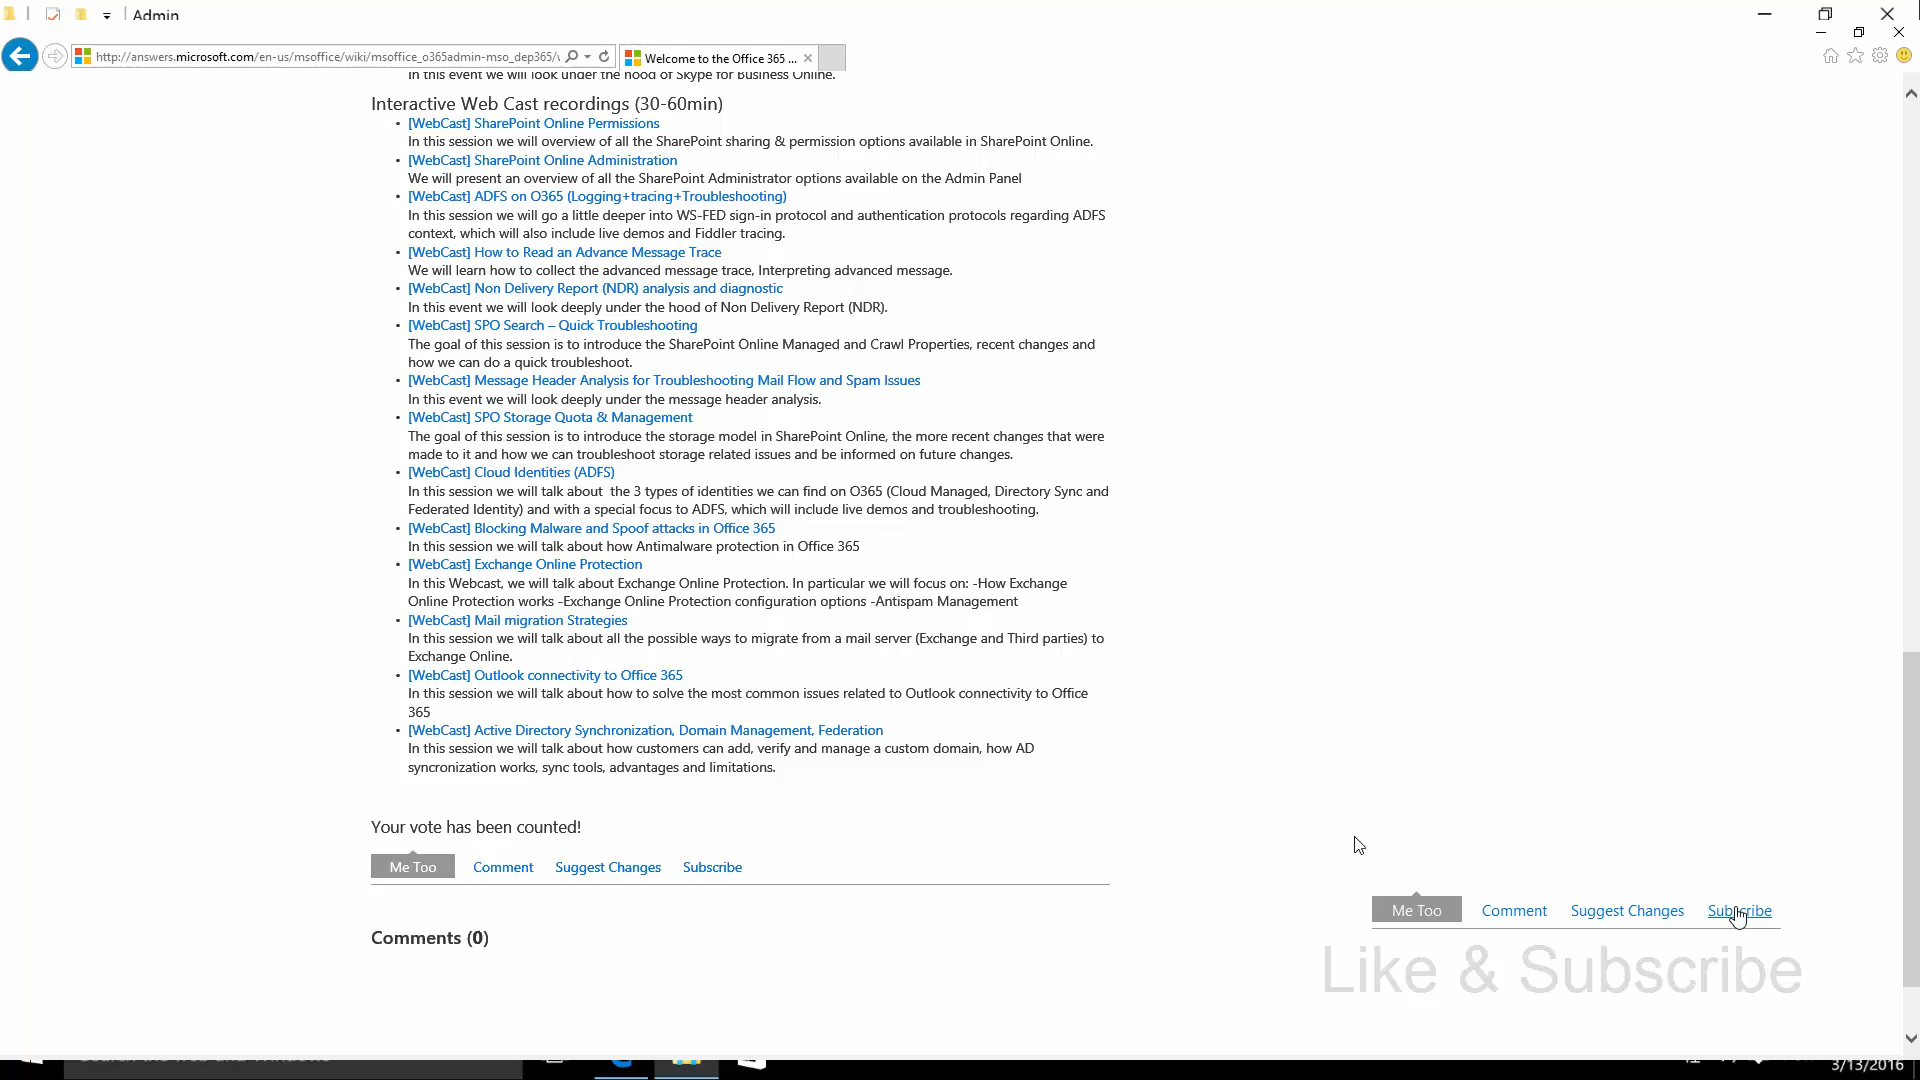 Admin
http://answers.microsoft.com/en-us/msoffice/wiki/msoffice_o365admin-mso_dep365/
Welcome to the Office 365 ...
In this event we will look under the hood of Skype for Business Online.
Interactive Web Cast recordings (30-60min)
• [WebCast] SharePoint Online Permissions
In this session we will overview of all the SharePoint sharing & permission options available in SharePoint Online.
• [WebCast] SharePoint Online Administration
We will present an overview of all the SharePoint Administrator options available on the Admin Panel
• [WebCast] ADFS on O365 (Logging+tracing+Troubleshooting)
In this session we will go a little deeper into WS-FED sign-in protocol and authentication protocols regarding ADFS
context, which will also include live demos and Fiddler tracing.
• [WebCast] How to Read an Advance Message Trace
We will learn how to collect the advanced message trace, Interpreting advanced message.
• [WebCast] Non Delivery Report (NDR) analysis and diagnostic
In this event we will look deeply under the hood of Non Delivery Report (NDR).
• [WebCast] SPO Search – Quick Troubleshooting
The goal of this session is to introduce the SharePoint Online Managed and Crawl Properties, recent changes and
how we can do a quick troubleshoot.
• [WebCast] Message Header Analysis for Troubleshooting Mail Flow and Spam Issues
In this event we will look deeply under the message header analysis.
• [WebCast] SPO Storage Quota & Management
The goal of this session is to introduce the storage model in SharePoint Online, the more recent changes that were
made to it and how we can troubleshoot storage related issues and be informed on future changes.
• [WebCast] Cloud Identities (ADFS)
In this session we will talk about the 3 types of identities we can find on O365 (Cloud Managed, Directory Sync and
Federated Identity) and with a special focus to ADFS, which will include live demos and troubleshooting.
• [WebCast] Blocking Malware and Spoof attacks in Office 365
In this session we will talk about how Antimalware protection in Office 365
• [WebCast] Exchange Online Protection
In this Webcast, we will talk about Exchange Online Protection. In particular we will focus on: -How Exchange
Online Protection works -Exchange Online Protection configuration options -Antispam Management
• [WebCast] Mail migration Strategies
In this session we will talk about all the possible ways to migrate from a mail server (Exchange and Third parties) to
Exchange Online.
• [WebCast] Outlook connectivity to Office 365
In this session we will talk about how to solve the most common issues related to Outlook connectivity to Office
365
• [WebCast] Active Directory Synchronization, Domain Management, Federation
In this session we will talk about how customers can add, verify and manage a custom domain, how AD
syncronization works, sync tools, advantages and limitations.
Your vote has been counted!
Me Too Comment Suggest Changes Subscribe
Me Too Comment Suggest Changes Subscribe
Comments (0)
Like & Subscribe
3/13/2016